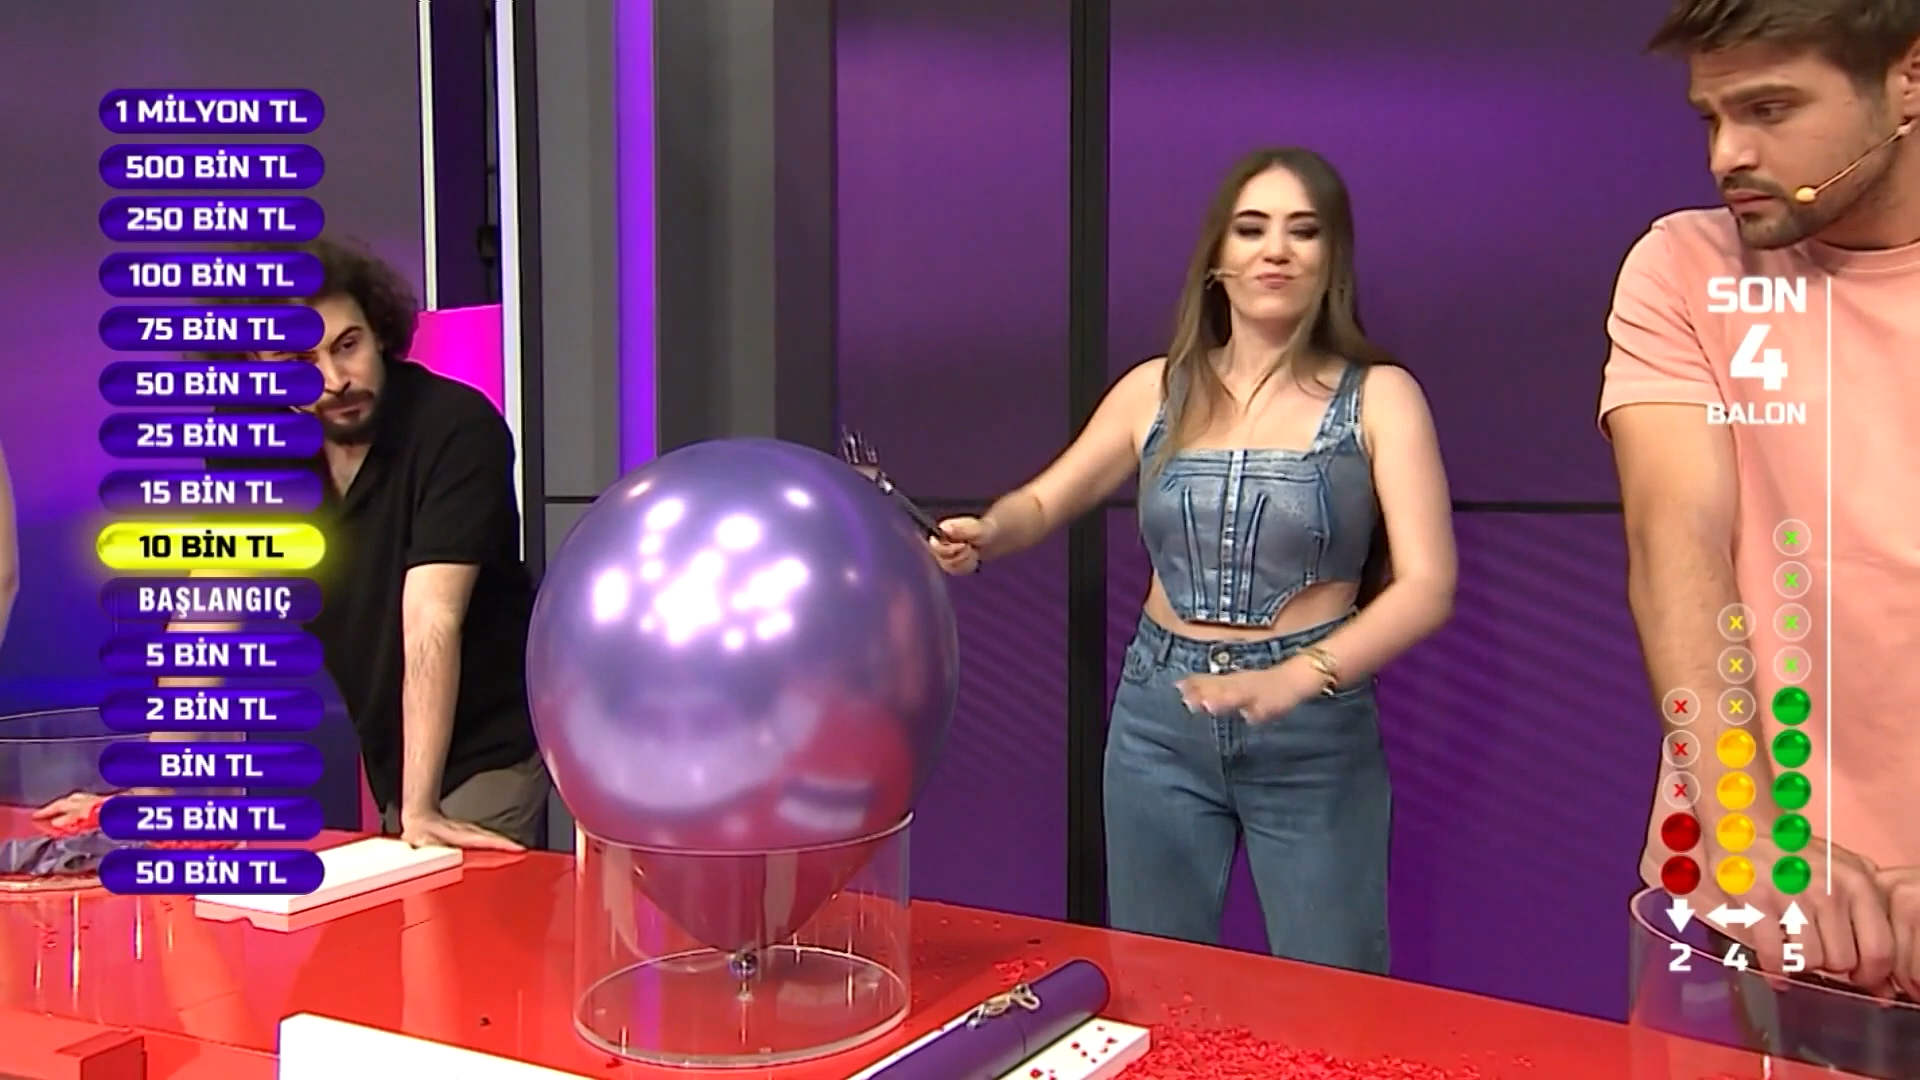 1 MİLYON TL
500 BİN TL
250 BİN TL
100 BİN TL
75 BİN TL
50 BİN TL
25 BİN TL
15 BİN TL
10 BİN TL
BAŞLANGIÇ
5 BİN TL
2 BİN TL
BİN TL
25 BİN TL
50 BİN TL
SON
4
BALON
2 4 5